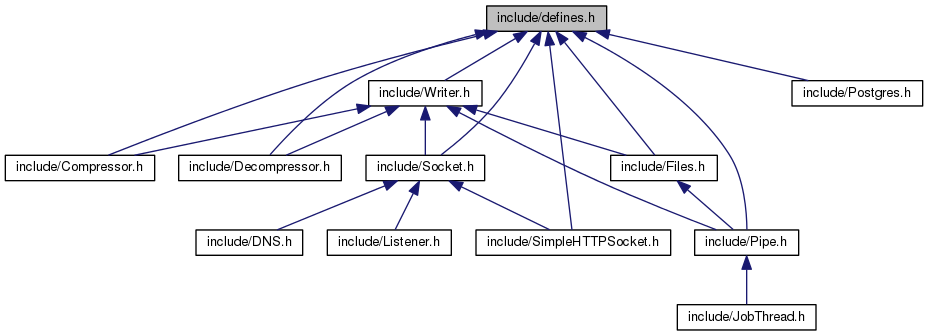 include/defines.h
include/Writer.h
include/Postgres.h
include/Compressor.h
include/Decompressor.h
include/Socket.h
include/Files.h
include/DNS.h
include/Listener.h
include/SimpleHTTPSocket.h
include/Pipe.h
include/JobThread.h